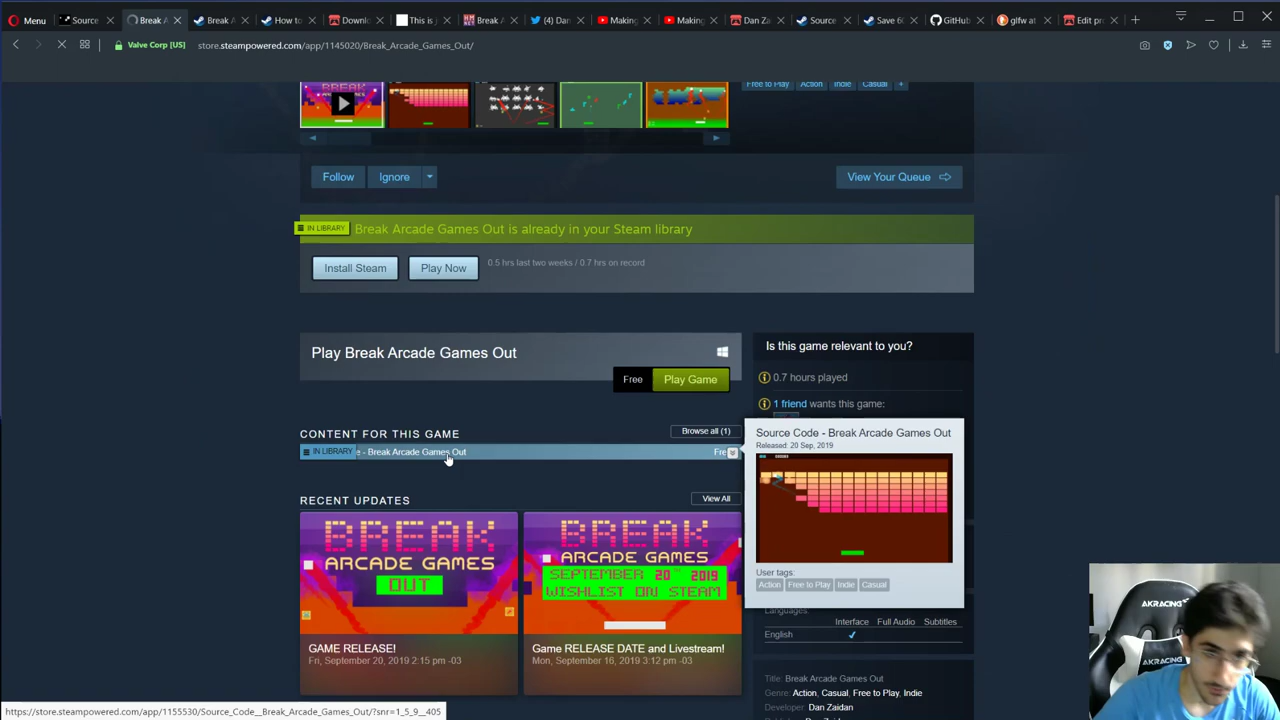 Menu
Source
Break A
Break A
How to
Downlo
This is j
Break A
Dan
Making
Making
Dan Za
Source
Save 60
GitHub
glfw at
Edit pro
Valve Corp [US]
store.steampowered.com/app/1145020/Break_Arcade_Games_Out/
Free to Play
Action
Indie
Casual
+
Follow
Ignore
View Your Queue
IN LIBRARY
Break Arcade Games Out is already in your Steam library
Install Steam
Play Now
0.5 hrs last two weeks / 0.7 hrs on record
Play Break Arcade Games Out
Free
Play Game
Is this game relevant to you?
0.7 hours played
1 friend wants this game:
CONTENT FOR THIS GAME
Browse all (1)
IN LIBRARY
e - Break Arcade Games Out
Fre
Source Code - Break Arcade Games Out
Released: 20 Sep, 2019
User tags:
Action
Free to Play
Indie
Casual
RECENT UPDATES
View All
BREAK
ARCADE GAMES
OUT
GAME RELEASE!
Fri, September 20, 2019 2:15 pm -03
BREAK
ARCADE GAMES
SEPTEMBER 20TH 2019
WISHLIST ON STEAM
Game RELEASE DATE and Livestream!
Mon, September 16, 2019 3:12 pm -03
Languages:
Interface
Full Audio
Subtitles
English
Title: Break Arcade Games Out
Genre: Action, Casual, Free to Play, Indie
Developer: Dan Zaidan
AKRACING
AKRACING
https://store.steampowered.com/app/1155530/Source_Code__Break_Arcade_Games_Out/?snr=1_5_9__405